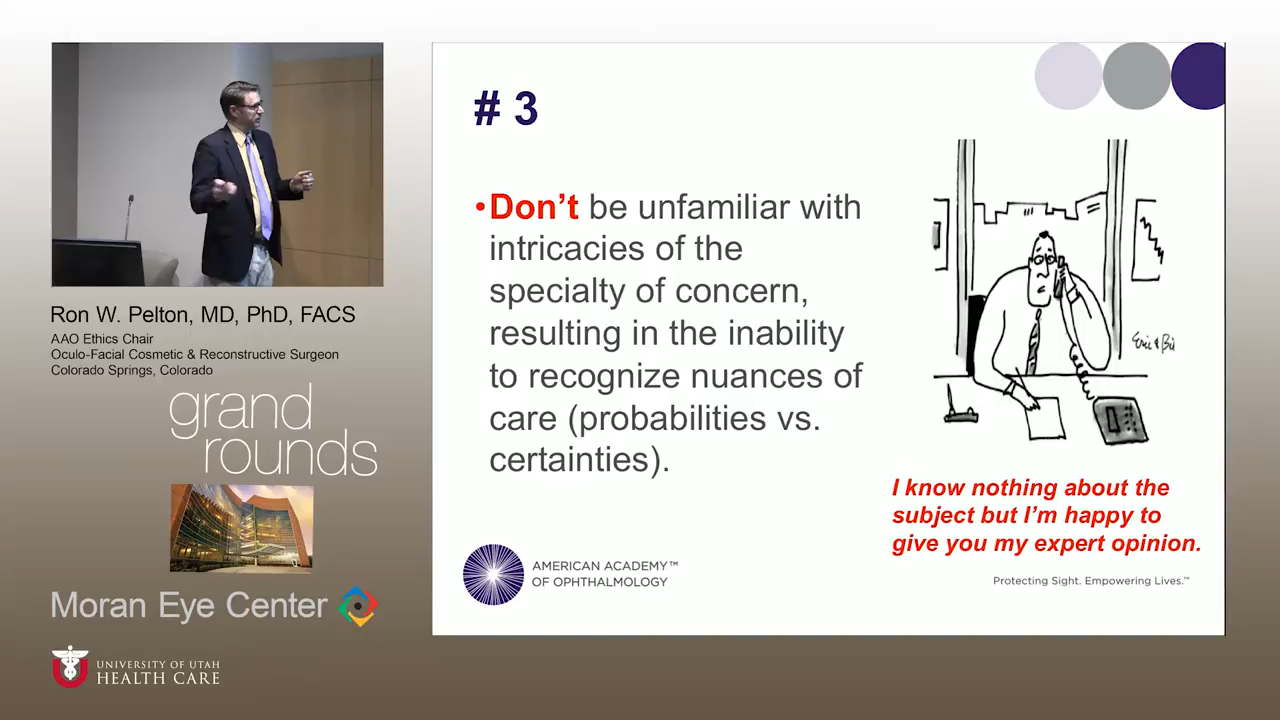 Ron W. Pelton, MD, PhD, FACS
AAO Ethics Chair
Oculo-Facial Cosmetic & Reconstructive Surgeon
Colorado Springs, Colorado
grand
rounds
Moran Eye Center
UNIVERSITY OF UTAH
HEALTH CARE
# 3
•Don't be unfamiliar with
intricacies of the
specialty of concern,
resulting in the inability
to recognize nuances of
care (probabilities vs.
certainties).
I know nothing about the
subject but I'm happy to
give you my expert opinion.
AMERICAN ACADEMY™
OF OPHTHALMOLOGY
Protecting Sight. Empowering Lives.™